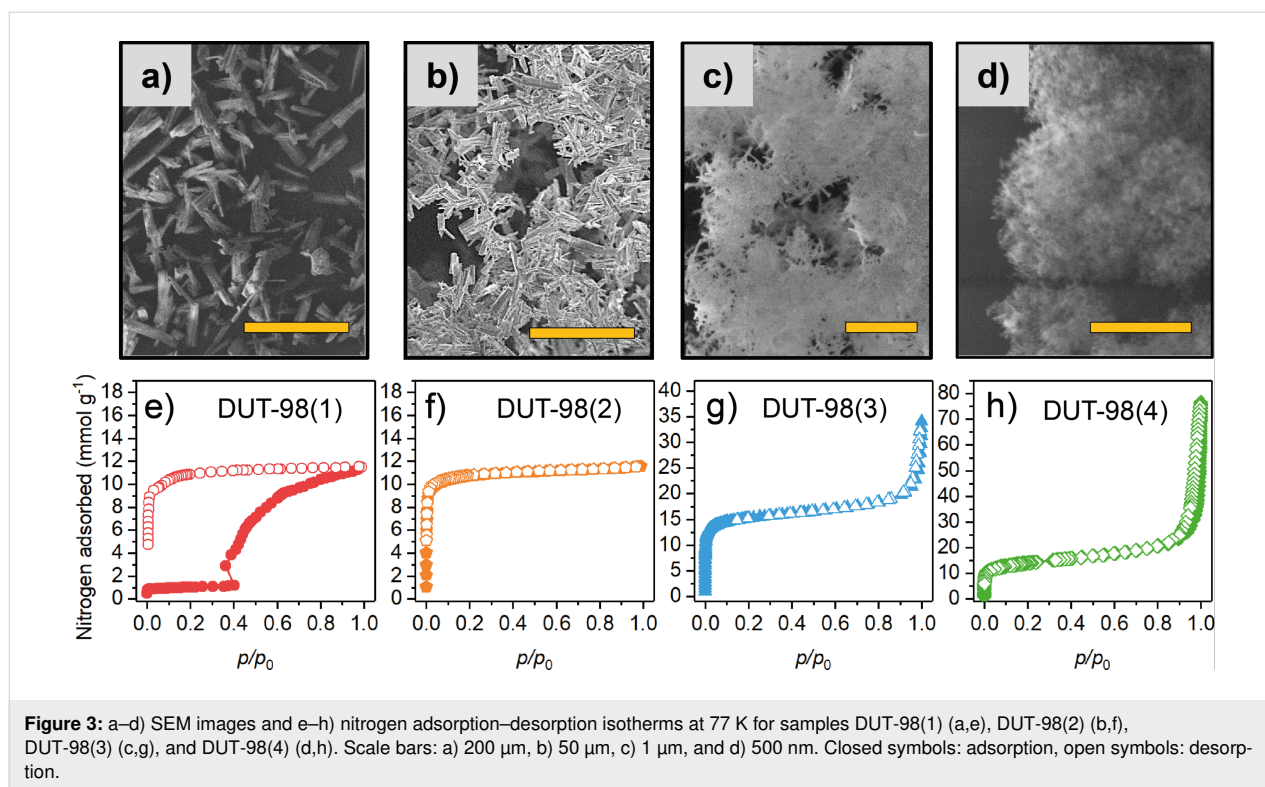 a)
b)
c)
d)
Nitrogen adsorbed (mmol g⁻¹)
e) DUT-98(1)
18
16
14
12
10
8
6
4
2
0
0.0 0.2 0.4 0.6 0.8 1.0
p/p₀
f) DUT-98(2)
18
16
14
12
10
8
6
4
2
0
0.0 0.2 0.4 0.6 0.8 1.0
p/p₀
g) DUT-98(3)
40
35
30
25
20
15
10
5
0
0.0 0.2 0.4 0.6 0.8 1.0
p/p₀
h) DUT-98(4)
80
70
60
50
40
30
20
10
0
0.0 0.2 0.4 0.6 0.8 1.0
p/p₀
Figure 3: a–d) SEM images and e–h) nitrogen adsorption–desorption isotherms at 77 K for samples DUT-98(1) (a,e), DUT-98(2) (b,f),
DUT-98(3) (c,g), and DUT-98(4) (d,h). Scale bars: a) 200 µm, b) 50 µm, c) 1 µm, and d) 500 nm. Closed symbols: adsorption, open symbols: desorp-
tion.